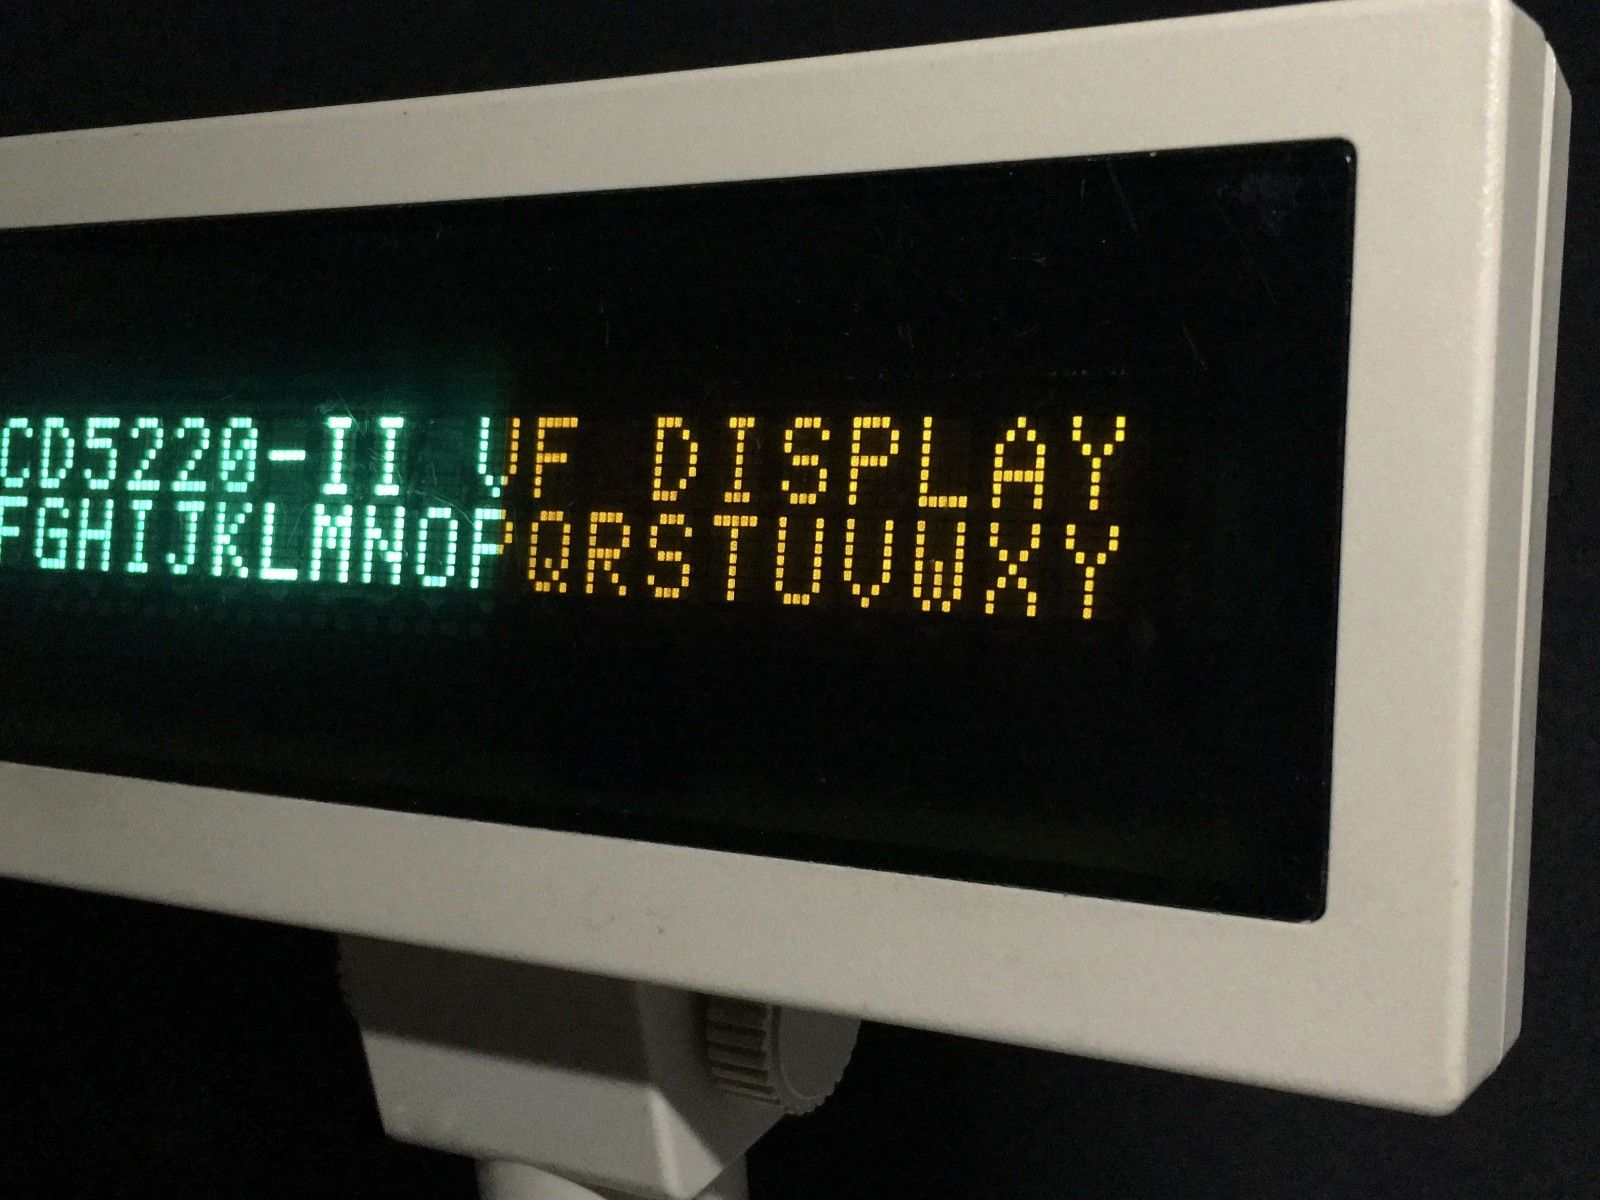 CD5220-II VF DISPLAY
FGHIJKLMNOPQRSTUVWXY